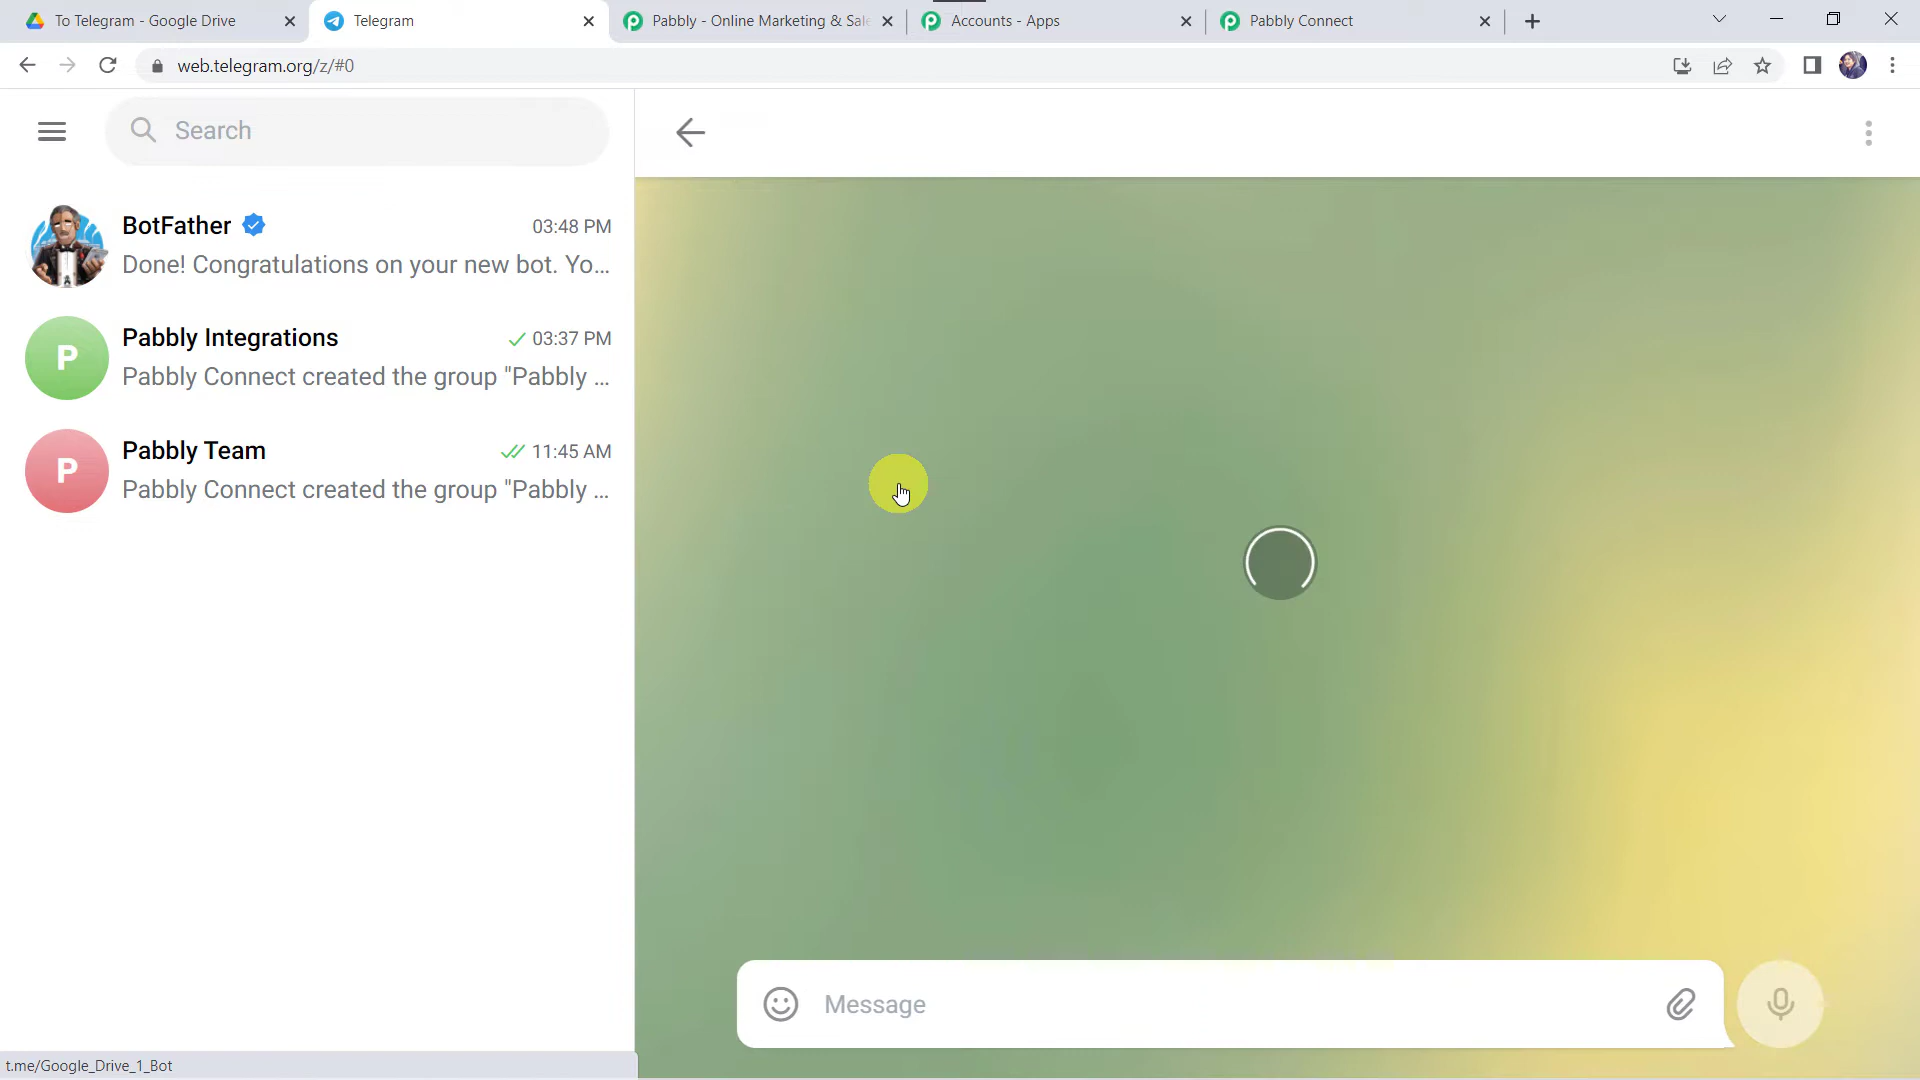 To Telegram - Google Drive
Telegram
Pabbly - Online Marketing & Sale
Accounts - Apps
Pabbly Connect
web.telegram.org/z/#0
Search
BotFather
03:48 PM
Done! Congratulations on your new bot. Yo...
P
Pabbly Integrations
03:37 PM
Pabbly Connect created the group "Pabbly ...
P
Pabbly Team
11:45 AM
Pabbly Connect created the group "Pabbly ...
Message
t.me/Google_Drive_1_Bot